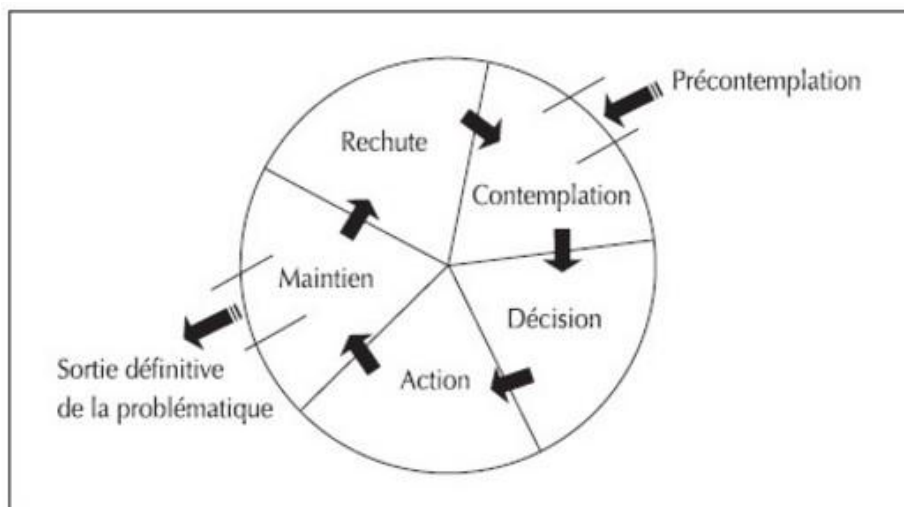 Précontemplation
Rechute
Contemplation
Maintien
Décision
Action
Sortie définitive
de la problématique